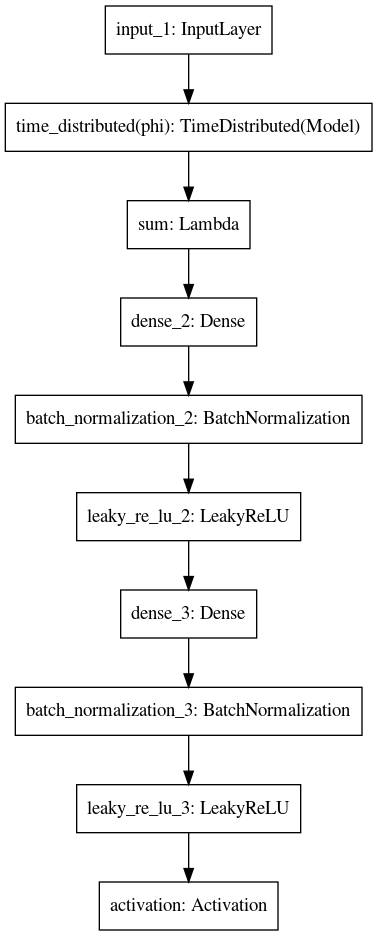 input_1: InputLayer
time_distributed(phi): TimeDistributed(Model)
sum: Lambda
dense_2: Dense
batch_normalization_2: BatchNormalization
leaky_re_lu_2: LeakyReLU
dense_3: Dense
batch_normalization_3: BatchNormalization
leaky_re_lu_3: LeakyReLU
activation: Activation